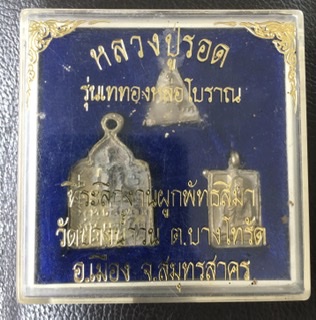 หลวงปู่รอด
รุ่นเททองหล่อโบราณ
ที่ระลึกงานผูกพัทธสีมา
ต.บางโทรัด
อ.เมือง จ.สมุทรสาคร